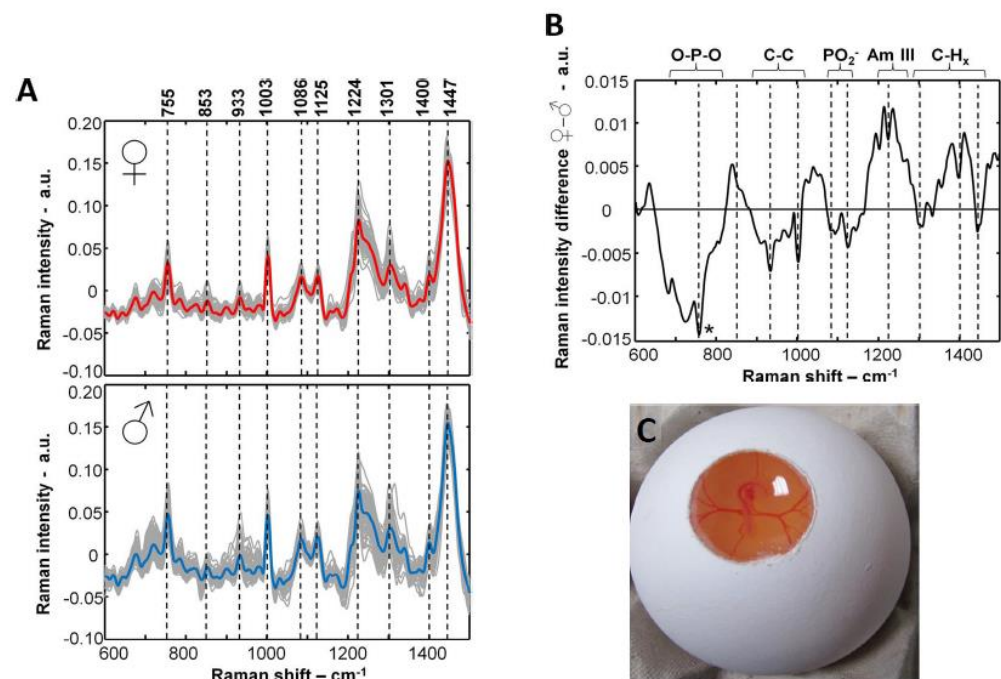 A
755 853 933 1003 1086 1125 1224 1301 1400 1447
♀
Raman intensity - a.u.
0.20
0.15
0.10
0.05
0
-0.05
-0.10
♂
Raman intensity - a.u.
0.20
0.15
0.10
0.05
0
-0.05
-0.10
600 800 1000 1200 1400
Raman shift – cm-1
B
O-P-O C-C PO2- Am III C-Hx
Raman intensity difference ♀-♂ - a.u.
0.015
0.01
0.005
0
-0.005
-0.01
-0.015
*
600 800 1000 1200 1400
Raman shift – cm-1
C